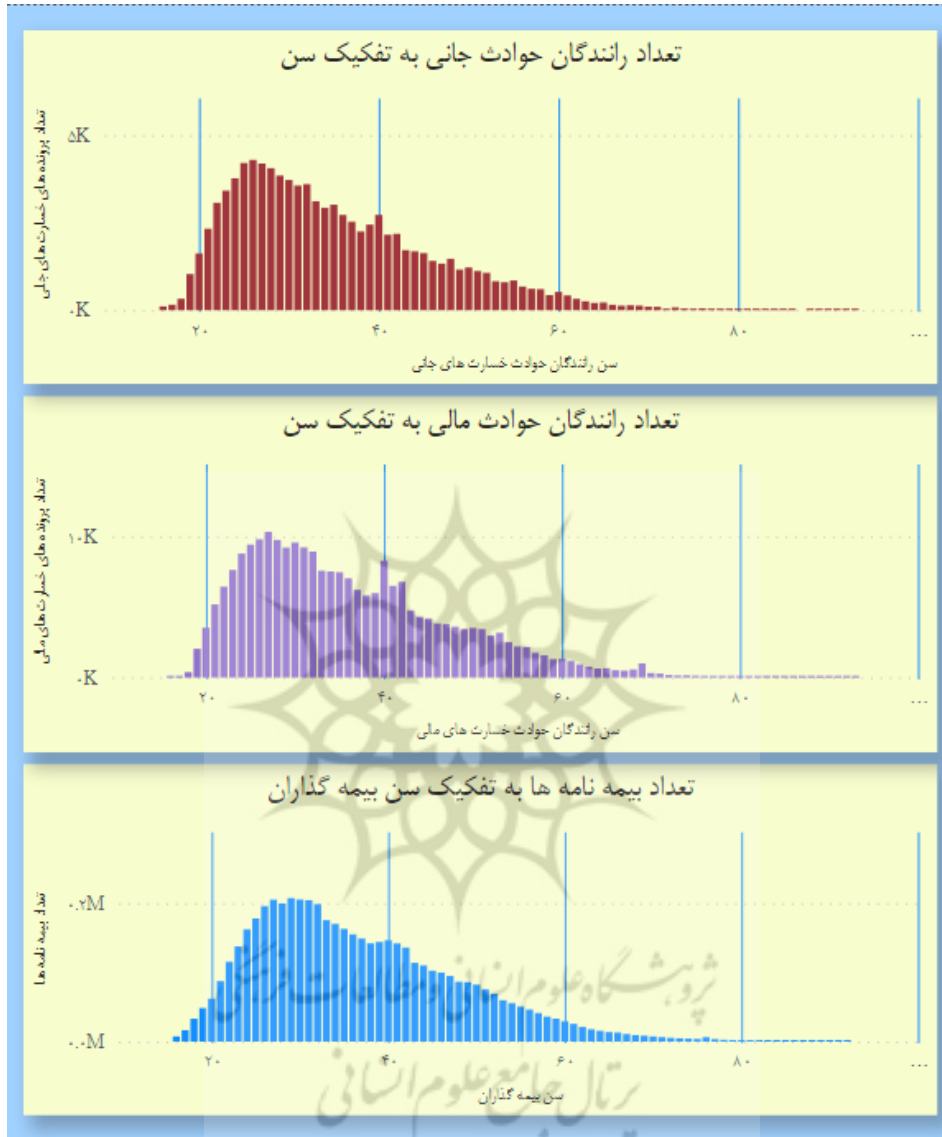 تعداد رانندگان حوادث جانی به تفکیک سن
تعداد پرونده های خسارت های جانی
۵K
۰K
۲۰ ۴۰ ۶۰ ۸۰ ...
سن رانندگان حوادث خسارت های جانی
تعداد رانندگان حوادث مالی به تفکیک سن
تعداد پرونده های خسارت های مالی
۱۰K
۰K
۲۰ ۴۰ ۶۰ ۸۰ ...
سن رانندگان حوادث خسارت های مالی
تعداد بیمه نامه ها به تفکیک سن بیمه گذاران
تعداد بیمه نامه ها
۰.۲M
۰.۰M
۲۰ ۴۰ ۶۰ ۸۰ ...
سن بیمه گذاران
پژوهشگاه علوم انسانی و مطالعات فرهنگی
پرتال جامع علوم انسانی